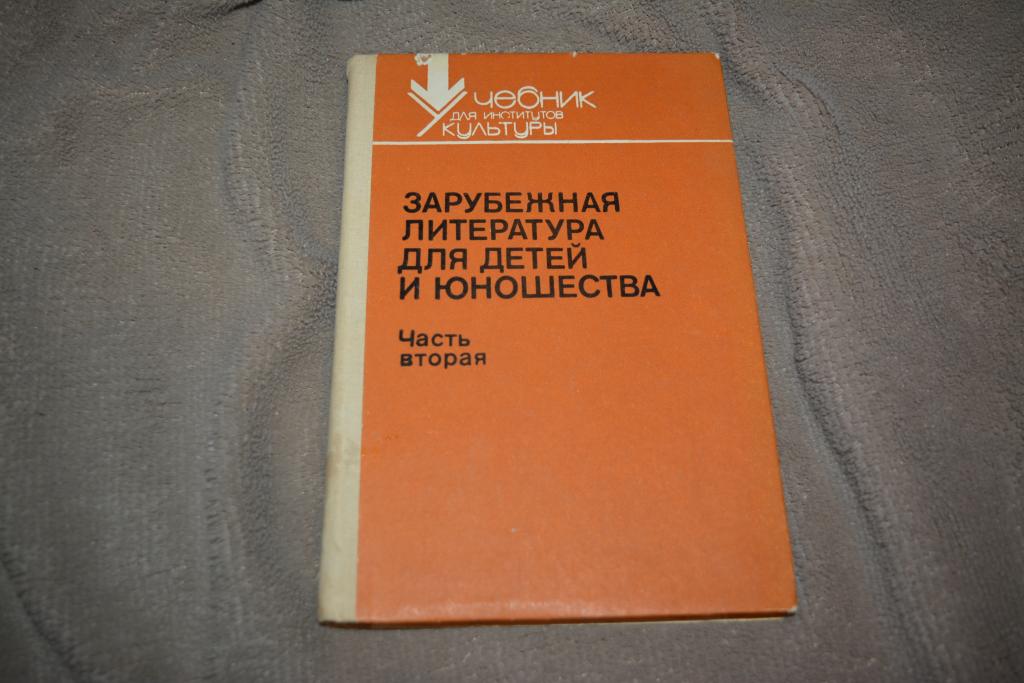 Учебник
для институтов
культуры
ЗАРУБЕЖНАЯ
ЛИТЕРАТУРА
ДЛЯ ДЕТЕЙ
И ЮНОШЕСТВА
Часть
вторая